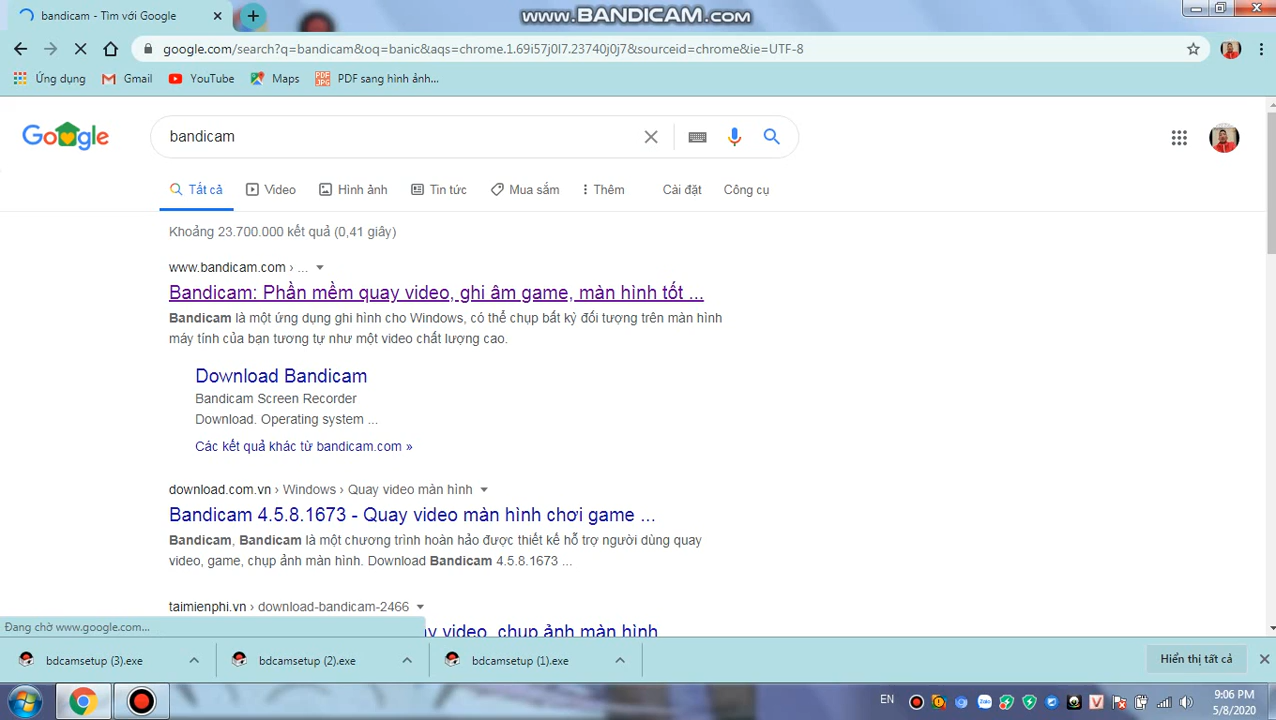 www.BANDICAM.com
bandicam - Tìm với Google
google.com/search?q=bandicam&oq=banic&aqs=chrome.1.69i57j0l7.23740j0j7&sourceid=chrome&ie=UTF-8
Ứng dụng Gmail YouTube Maps PDF sang hình ảnh...
Google
bandicam
Tất cả Video Hình ảnh Tin tức Mua sắm Thêm Cài đặt Công cụ
Khoảng 23.700.000 kết quả (0,41 giây)
www.bandicam.com › ...
Bandicam: Phần mềm quay video, ghi âm game, màn hình tốt ...
Bandicam là một ứng dụng ghi hình cho Windows, có thể chụp bất kỳ đối tượng trên màn hình
máy tính của bạn tương tự như một video chất lượng cao.
Download Bandicam
Bandicam Screen Recorder
Download. Operating system ...
Các kết quả khác từ bandicam.com »
download.com.vn › Windows › Quay video màn hình
Bandicam 4.5.8.1673 - Quay video màn hình chơi game ...
Bandicam, Bandicam là một chương trình hoàn hảo được thiết kế hỗ trợ người dùng quay
video, game, chụp ảnh màn hình. Download Bandicam 4.5.8.1673 ...
taimienphi.vn › download-bandicam-2466
video, chụp ảnh màn hình
Đang chờ www.google.com...
bdcamsetup (3).exe bdcamsetup (2).exe bdcamsetup (1).exe Hiển thị tất cả
EN 9:06 PM
5/8/2020